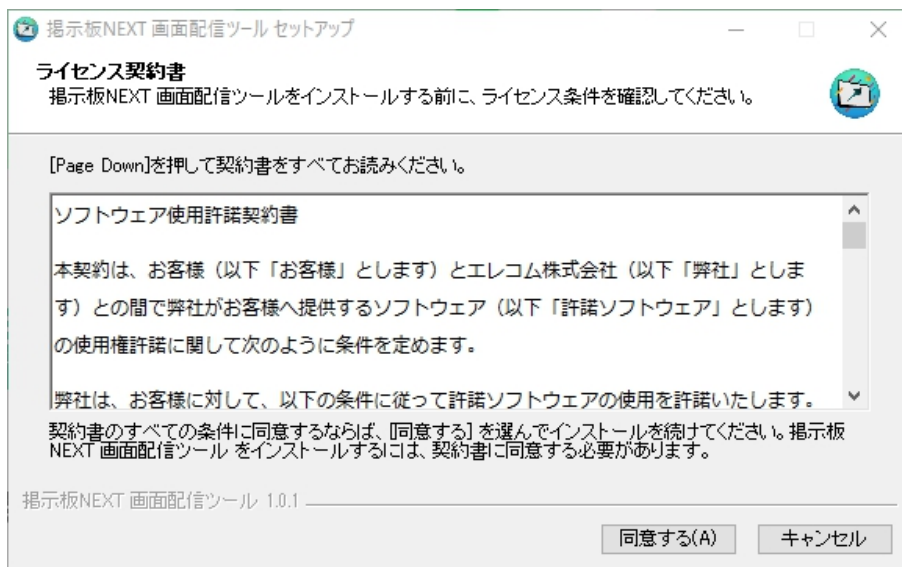 掲示板NEXT 画面配信ツール セットアップ
ライセンス契約書
掲示板NEXT 画面配信ツールをインストールする前に、ライセンス条件を確認してください。
[Page Down]を押して契約書をすべてお読みください。
ソフトウェア使用許諾契約書
本契約は、お客様（以下「お客様」とします）とエレコム株式会社（以下「弊社」としま
す）との間で弊社がお客様へ提供するソフトウェア（以下「許諾ソフトウェア」とします）
の使用権許諾に関して次のように条件を定めます。
弊社は、お客様に対して、以下の条件に従って許諾ソフトウェアの使用を許諾いたします。
契約書のすべての条件に同意するならば、[同意する] を選んでインストールを続けてください。掲示板
NEXT 画面配信ツール をインストールするには、契約書に同意する必要があります。
掲示板NEXT 画面配信ツール 1.0.1
同意する(A)
キャンセル